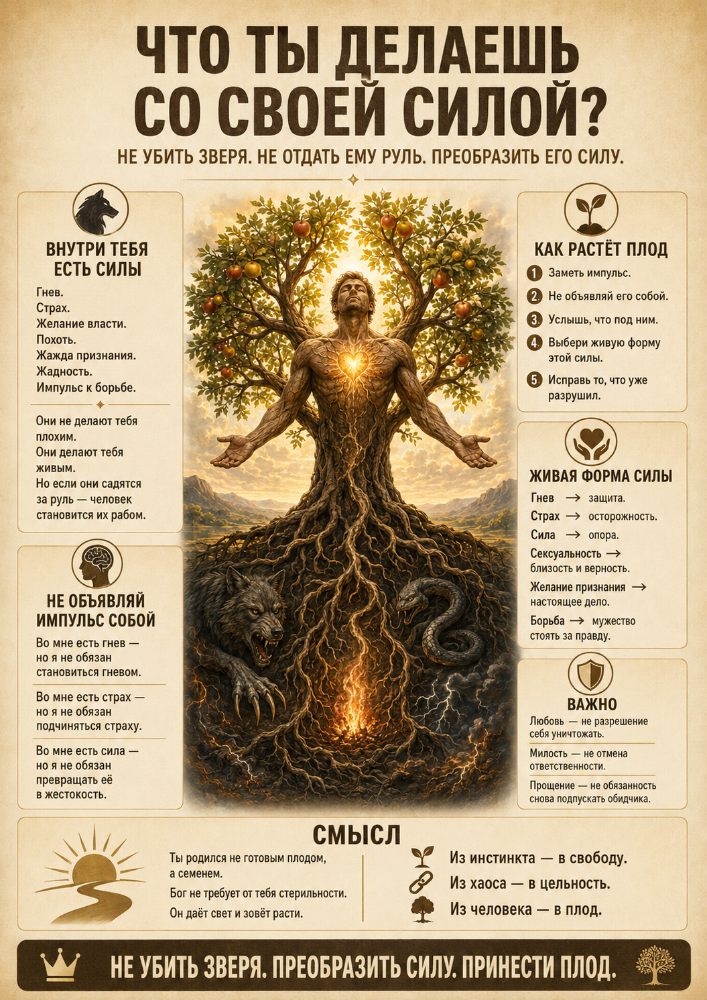 ЧТО ТЫ ДЕЛАЕШЬ
СО СВОЕЙ СИЛОЙ?
НЕ УБИТЬ ЗВЕРЯ. НЕ ОТДАТЬ ЕМУ РУЛЬ. ПРЕОБРАЗИТЬ ЕГО СИЛУ.
ВНУТРИ ТЕБЯ
ЕСТЬ СИЛЫ
Гнев.
Страх.
Желание власти.
Похоть.
Жажда признания.
Жадность.
Импульс к борьбе.
Они не делают тебя
плохим.
Они делают тебя
живым.
Но если они садятся
за руль — человек
становится их рабом.
НЕ ОБЪЯВЛЯЙ
ИМПУЛЬС СОБОЙ
Во мне есть гнев —
но я не обязан
становиться гневом.
Во мне есть страх —
но я не обязан
подчиняться страху.
Во мне есть сила —
но я не обязан
превращать её
в жестокость.
КАК РАСТЁТ ПЛОД
1 Заметь импульс.
2 Не объявляй его собой.
3 Услышь, что под ним.
4 Выбери живую форму
этой силы.
5 Исправь то, что уже
разрушил.
ЖИВАЯ ФОРМА СИЛЫ
Гнев → защита.
Страх → осторожность.
Сила → опора.
Сексуальность →
близость и верность.
Желание признания →
настоящее дело.
Борьба → мужество
стоять за правду.
ВАЖНО
Любовь — не разрешение
себя уничтожать.
Милость — не отмена
ответственности.
Прощение — не обязанность
снова подпускать обидчика.
СМЫСЛ
Ты родился не готовым плодом,
а семенем.
Бог не требует от тебя стерильности.
Он даёт свет и зовёт расти.
Из инстинкта — в свободу.
Из хаоса — в цельность.
Из человека — в плод.
НЕ УБИТЬ ЗВЕРЯ. ПРЕОБРАЗИТЬ СИЛУ. ПРИНЕСТИ ПЛОД.